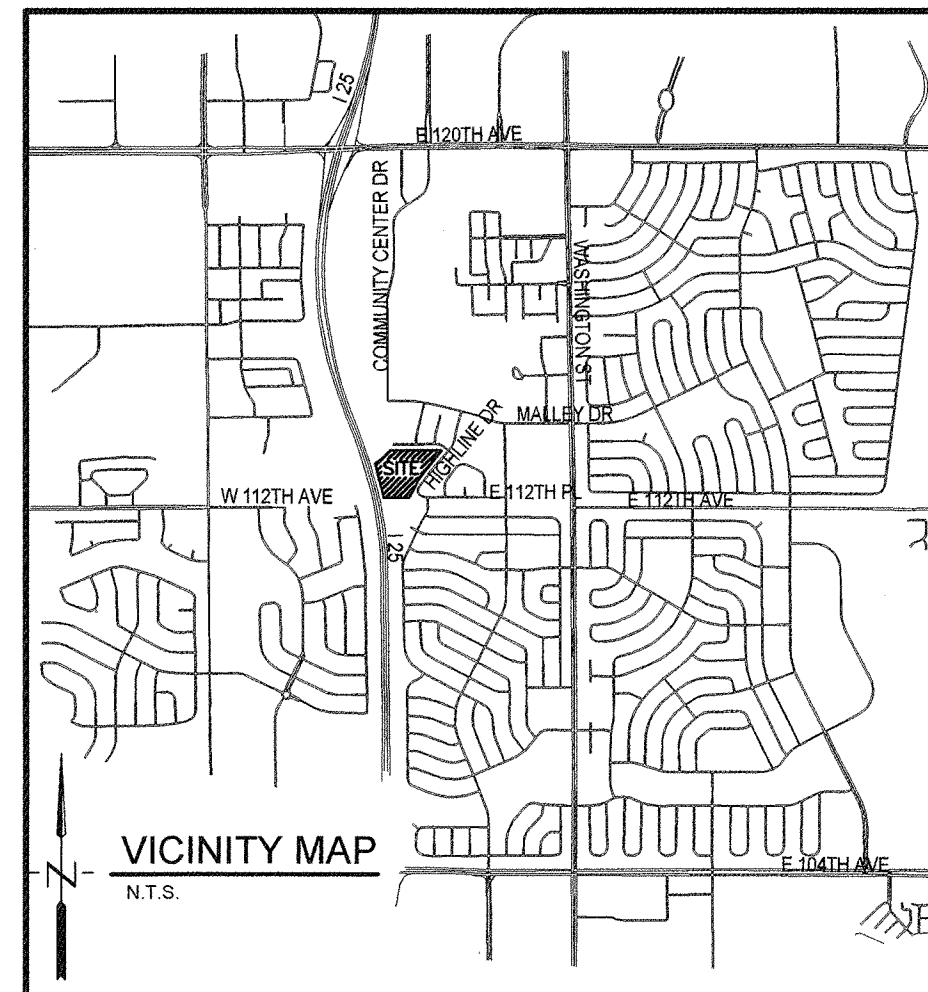 I 25
E 120TH AVE
COMMUNITY CENTER DR
WASHINGTON ST
MALLEY DR
HIGHLINE DR
SITE
W 112TH AVE
E 112TH PL
E 112TH AVE
I 25
VICINITY MAP
N.T.S.
N
E 104TH AVE